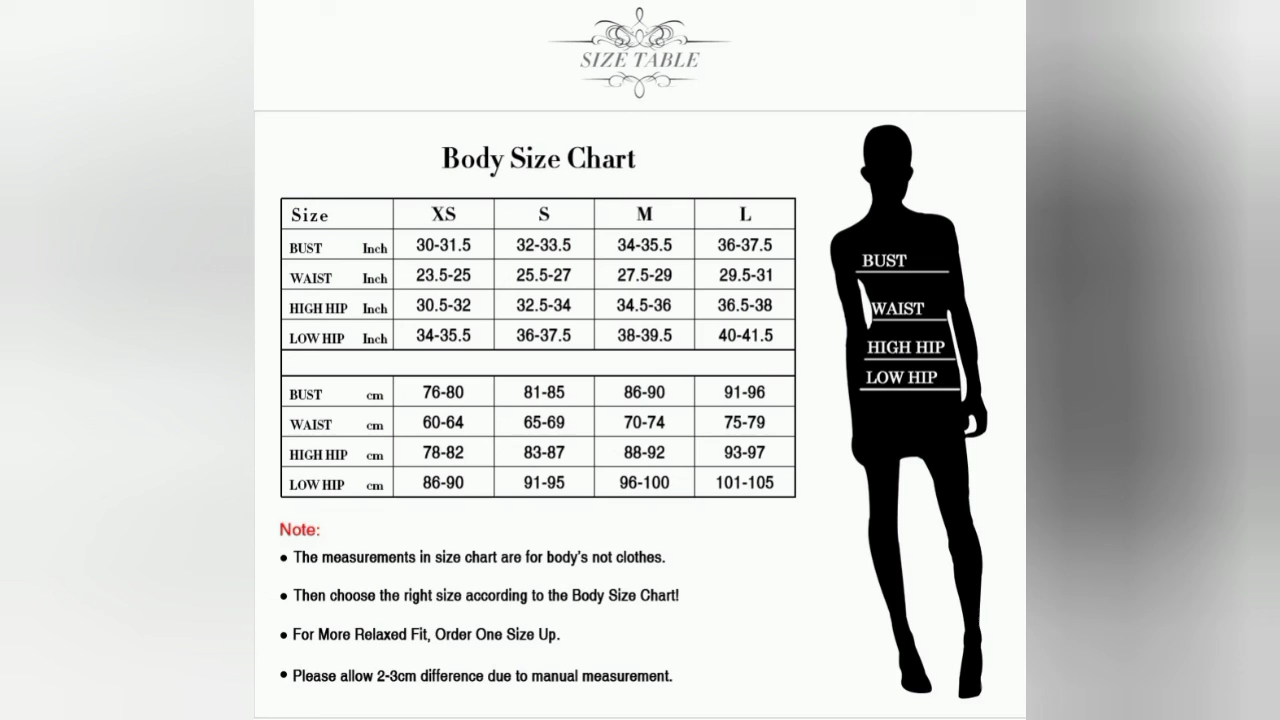 SIZE TABLE
Body Size Chart
Size XS S M L
BUST Inch 30-31.5 32-33.5 34-35.5 36-37.5
WAIST Inch 23.5-25 25.5-27 27.5-29 29.5-31
HIGH HIP Inch 30.5-32 32.5-34 34.5-36 36.5-38
LOW HIP Inch 34-35.5 36-37.5 38-39.5 40-41.5
BUST cm 76-80 81-85 86-90 91-96
WAIST cm 60-64 65-69 70-74 75-79
HIGH HIP cm 78-82 83-87 88-92 93-97
LOW HIP cm 86-90 91-95 96-100 101-105
BUST
WAIST
HIGH HIP
LOW HIP
Note:
• The measurements in size chart are for body's not clothes.
• Then choose the right size according to the Body Size Chart!
• For More Relaxed Fit, Order One Size Up.
• Please allow 2-3cm difference due to manual measurement.